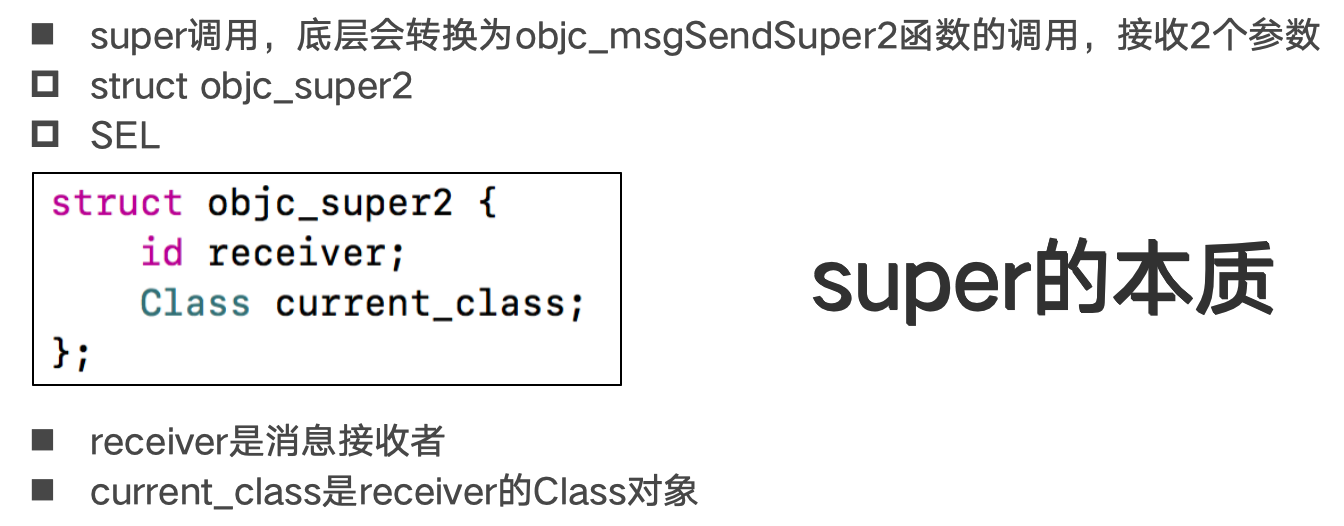 super调用，底层会转换为objc_msgSendSuper2函数的调用，接收2个参数
struct objc_super2
SEL
struct objc_super2 {
    id receiver;
    Class current_class;
};
super的本质
receiver是消息接收者
current_class是receiver的Class对象